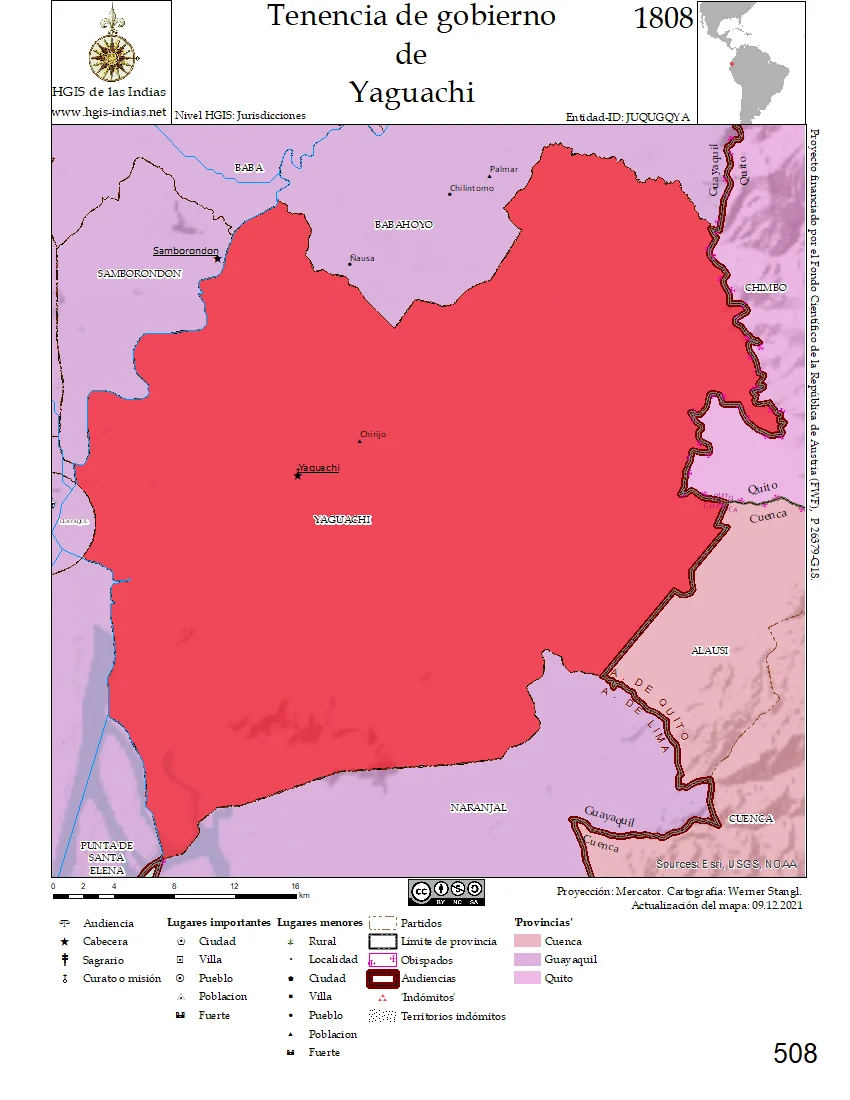 Tenencia de gobierno
de
Yaguachi
1808
HGIS de las Indias
www.hgis-indias.net
Nivel HGIS: Jurisdicciones
Entidad-ID: JUQUGQYA
Proyecto financiado por el Fondo Científico de la República de Austria (FWF), P 26379-G18.
BABA
Palmar
Chilintomo
BABAHOYO
Guayaquil
Quito
Samborondon
Ñausa
SAMBORONDON
CHIMBO
Chirijo
Yaguachi
YAGUACHI
GUAYAQUIL
Quito
Cuenca
ALAUSI
A. DE QUITO
A. DE LIMA
NARANJAL
Guayaquil
Cuenca
CUENCA
PUNTA DE
SANTA
ELENA
Sources: Esri, USGS, NOAA
0 2 4 8 12 16
km
CC BY NC SA
Proyección: Mercator. Cartografía: Werner Stangl.
Actualización del mapa: 09.12.2021
Audiencia
Cabecera
Sagrario
Curato o misión
Lugares importantes
Ciudad
Villa
Pueblo
Poblacion
Fuerte
Lugares menores
Rural
Localidad
Ciudad
Villa
Pueblo
Poblacion
Fuerte
Partidos
Límite de provincia
Obispados
Audiencias
'Indómitos'
Territorios indómitos
'Provincias'
Cuenca
Guayaquil
Quito
508